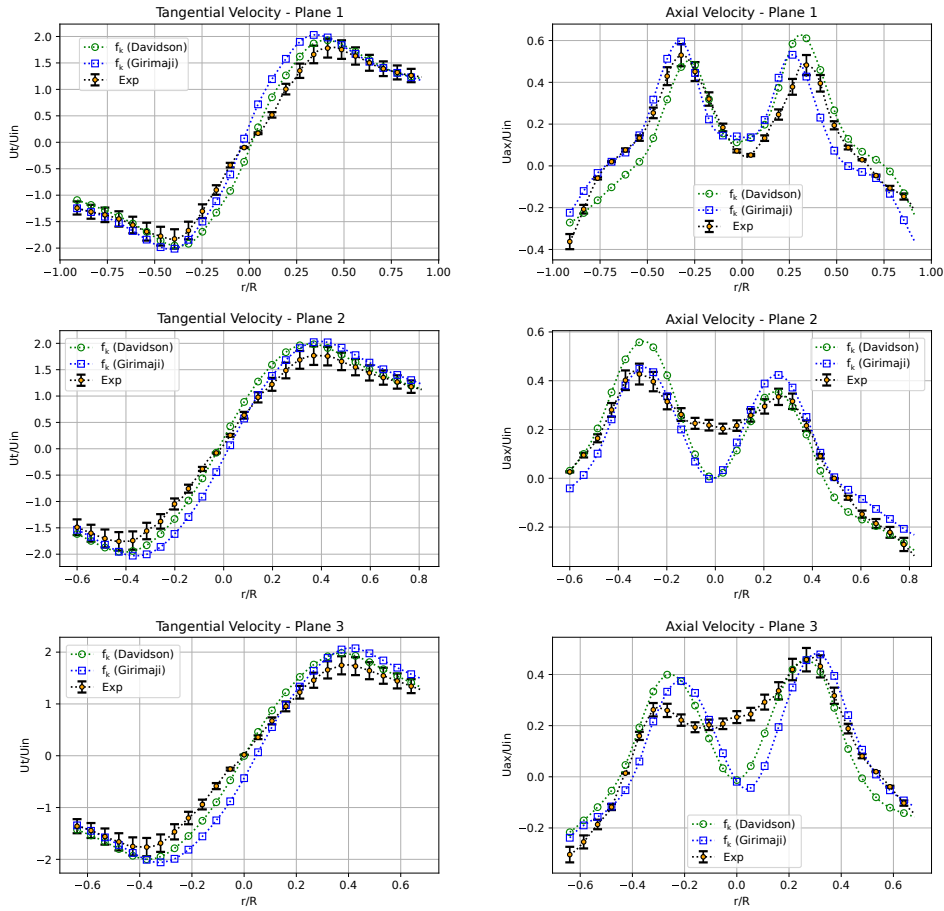 Tangential Velocity - Plane 1
2.0
1.5
1.0
0.5
0.0
−0.5
−1.0
−1.5
−2.0
Ut/Uin
fk (Davidson)
fk (Girimaji)
Exp
−1.00 −0.75 −0.50 −0.25 0.00 0.25 0.50 0.75 1.00
r/R
Axial Velocity - Plane 1
0.6
0.4
0.2
0.0
−0.2
−0.4
Uax/Uin
fk (Davidson)
fk (Girimaji)
Exp
−1.00 −0.75 −0.50 −0.25 0.00 0.25 0.50 0.75 1.00
r/R
Tangential Velocity - Plane 2
2.0
1.5
1.0
0.5
0.0
−0.5
−1.0
−1.5
−2.0
Ut/Uin
fk (Davidson)
fk (Girimaji)
Exp
−0.6 −0.4 −0.2 0.0 0.2 0.4 0.6 0.8
r/R
Axial Velocity - Plane 2
0.6
0.4
0.2
0.0
−0.2
Uax/Uin
fk (Davidson)
fk (Girimaji)
Exp
−0.6 −0.4 −0.2 0.0 0.2 0.4 0.6 0.8
r/R
Tangential Velocity - Plane 3
2
1
0
−1
−2
Ut/Uin
fk (Davidson)
fk (Girimaji)
Exp
−0.6 −0.4 −0.2 0.0 0.2 0.4 0.6
r/R
Axial Velocity - Plane 3
0.4
0.2
0.0
−0.2
Uax/Uin
fk (Davidson)
fk (Girimaji)
Exp
−0.6 −0.4 −0.2 0.0 0.2 0.4 0.6
r/R